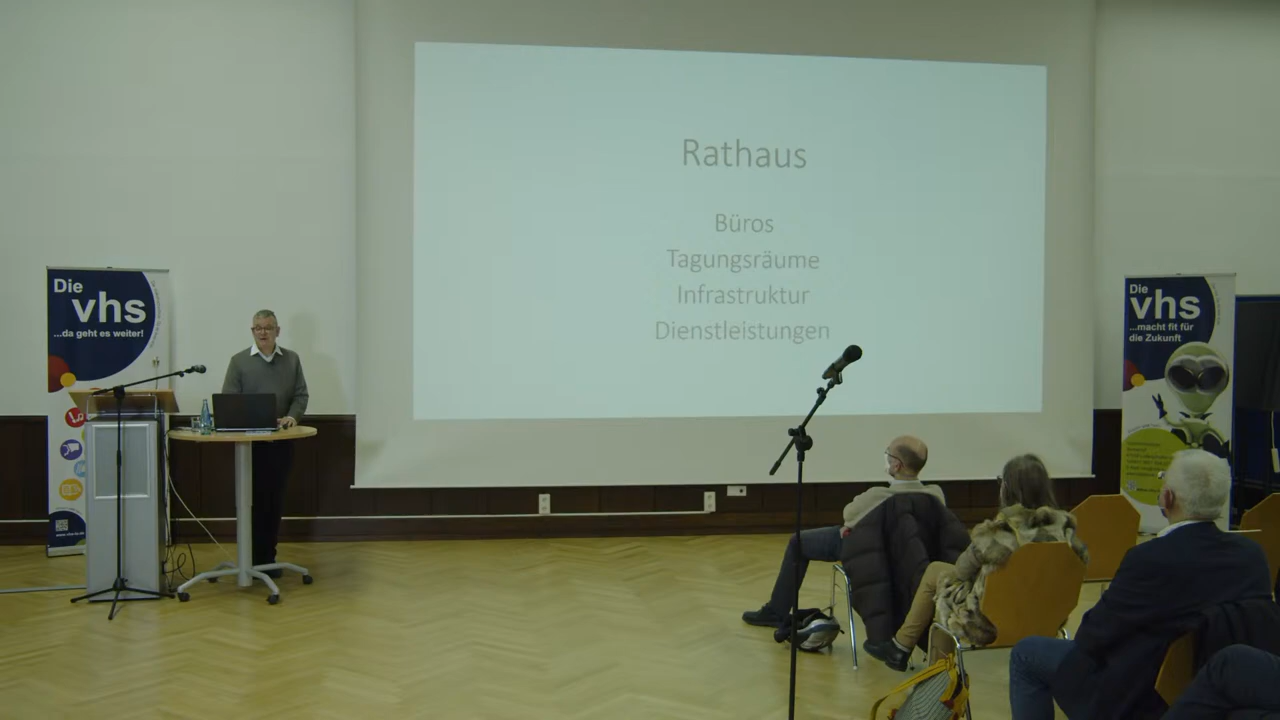 Rathaus
Büros
Tagungsräume
Infrastruktur
Dienstleistungen
Die
vhs
...da geht es weiter!
Die
vhs
...macht fit für
die Zukunft